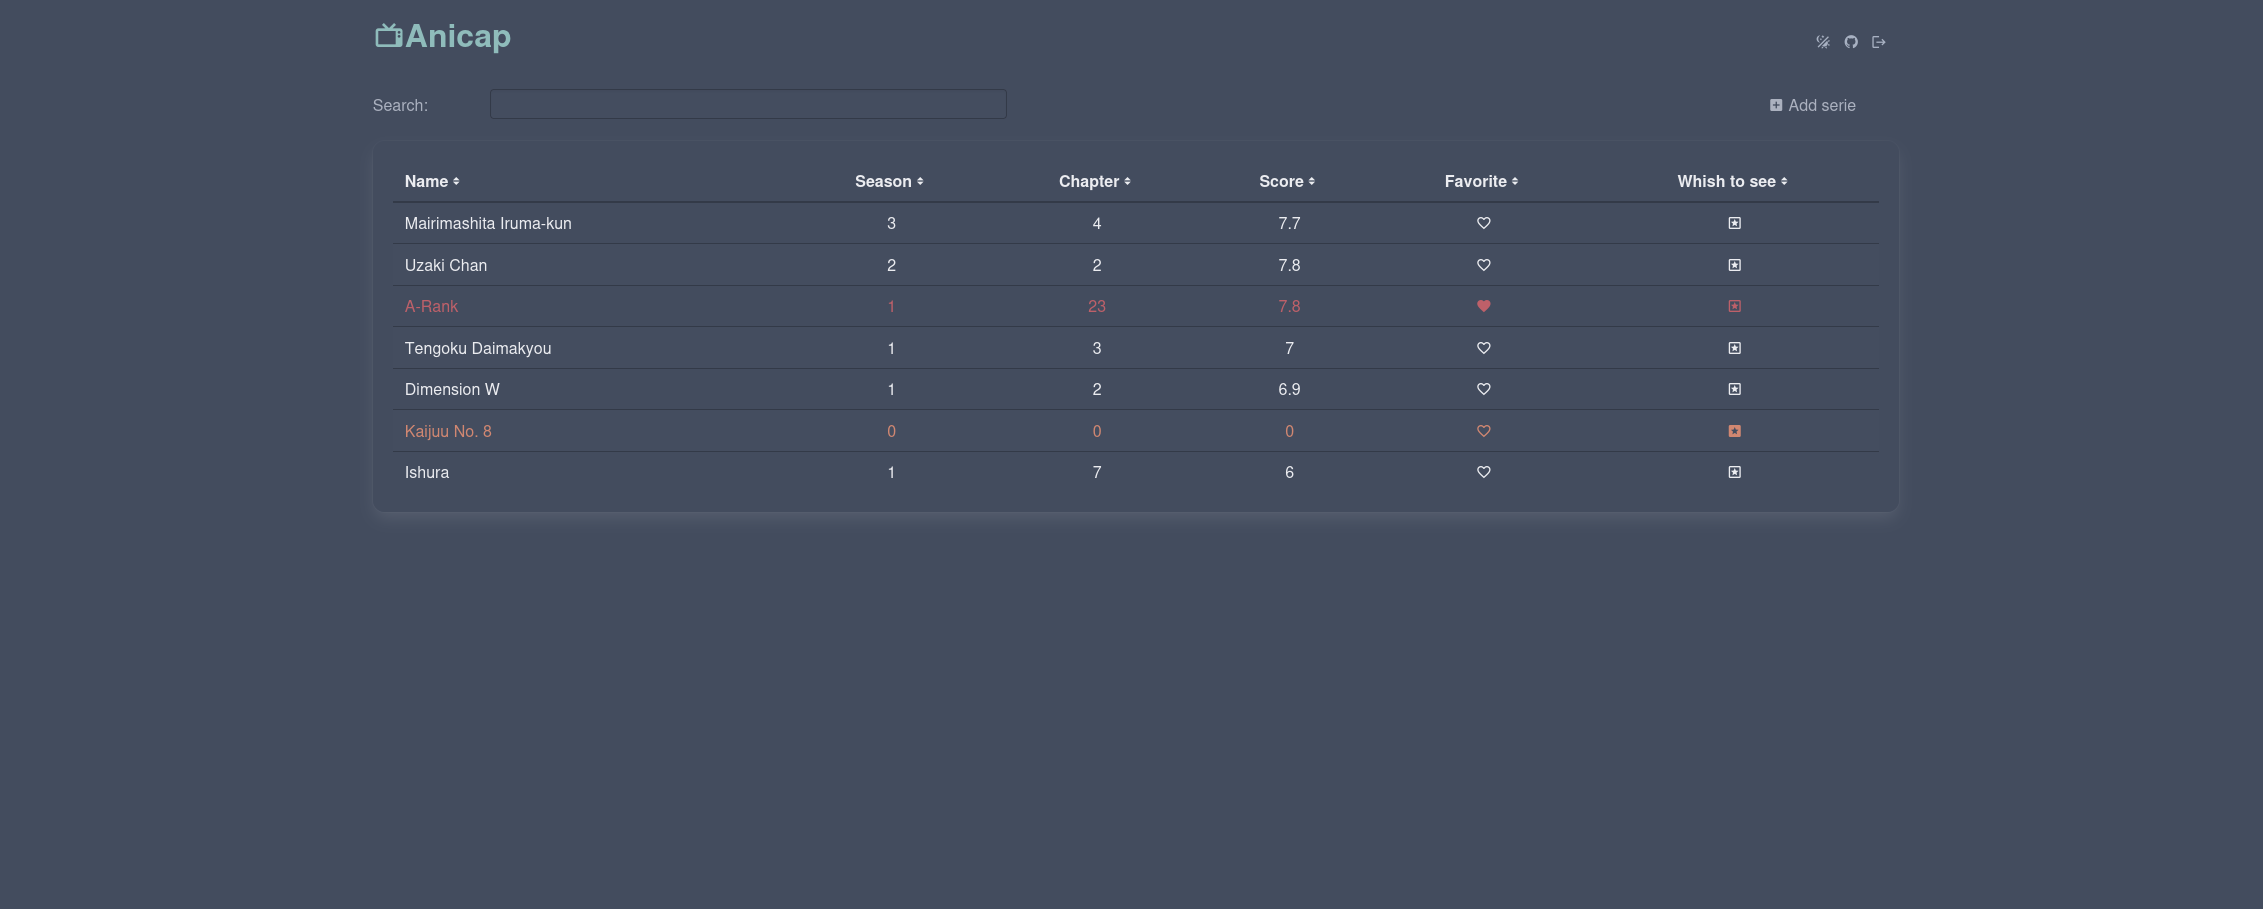 Anicap
Search: Add serie
Name Season Chapter Score Favorite Whish to see
Mairimashita Iruma-kun 3 4 7.7
Uzaki Chan 2 2 7.8
A-Rank 1 23 7.8
Tengoku Daimakyou 1 3 7
Dimension W 1 2 6.9
Kaijuu No. 8 0 0 0
Ishura 1 7 6